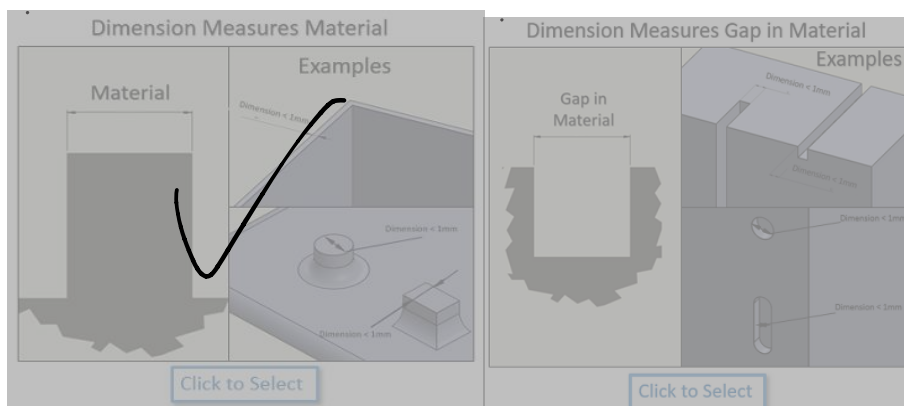 Dimension Measures Material
Material
Examples
Dimension < 1mm
Dimension < 1mm
Dimension < 1mm
Click to Select
Dimension Measures Gap in Material
Gap in
Material
Examples
Dimension < 1mm
Dimension < 1mm
Dimension < 1mm
Dimension < 1mm
Click to Select